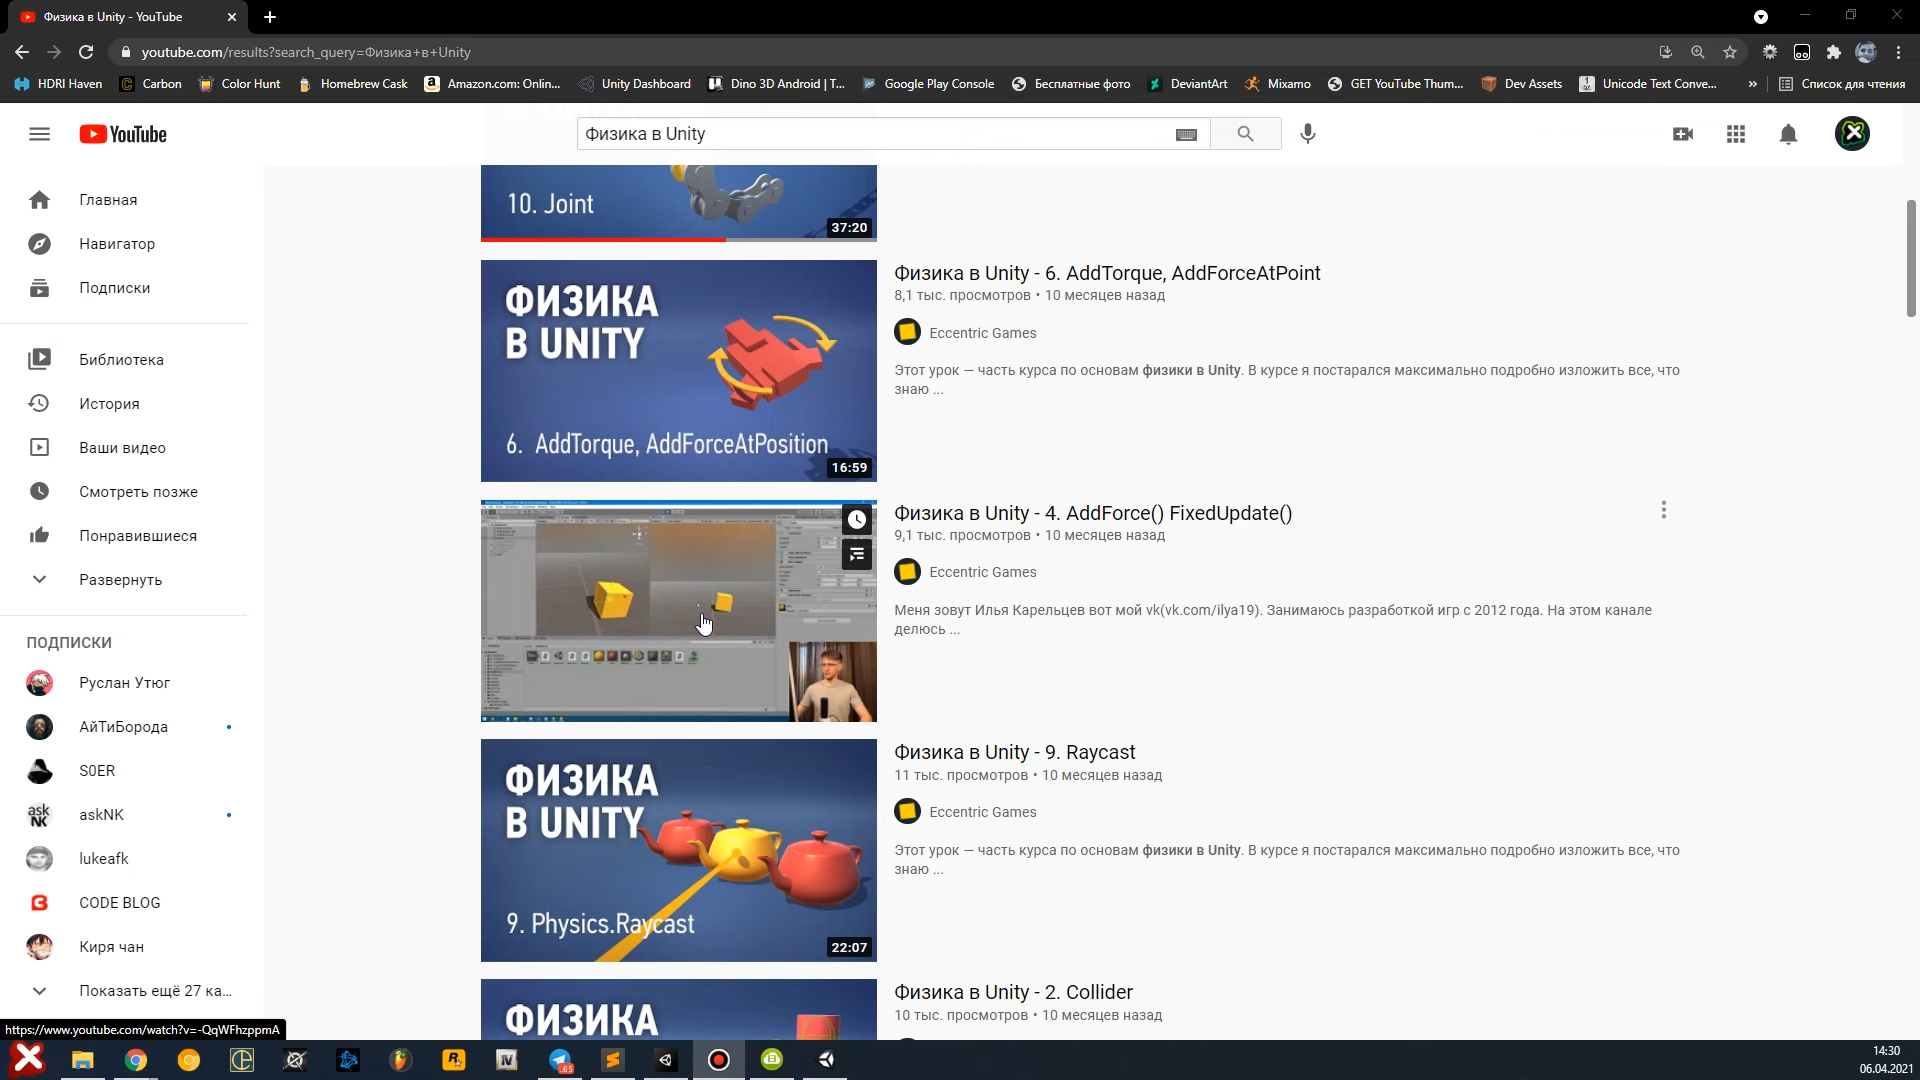 Физика в Unity - YouTube
youtube.com/results?search_query=Физика+в+Unity
HDRI Haven
Carbon
Color Hunt
Homebrew Cask
Amazon.com: Onlin...
Unity Dashboard
Dino 3D Android | T...
Google Play Console
Бесплатные фото
DeviantArt
Mixamo
GET YouTube Thum...
Dev Assets
Unicode Text Conve...
»
Список для чтения
YouTube
Физика в Unity
Главная
Навигатор
Подписки
Библиотека
История
Ваши видео
Смотреть позже
Понравившиеся
Развернуть
ПОДПИСКИ
Руслан Утюг
АйТиБорода
S0ER
ask NK
askNK
lukeafk
CODE BLOG
Киря чан
Показать ещё 27 ка...
10. Joint
37:20
ФИЗИКА
В UNITY
6. AddTorque, AddForceAtPosition
16:59
Физика в Unity - 6. AddTorque, AddForceAtPoint
8,1 тыс. просмотров • 10 месяцев назад
Eccentric Games
Этот урок — часть курса по основам физики в Unity. В курсе я постарался максимально подробно изложить все, что
знаю ...
Физика в Unity - 4. AddForce() FixedUpdate()
9,1 тыс. просмотров • 10 месяцев назад
Eccentric Games
Меня зовут Илья Карельцев вот мой vk(vk.com/ilya19). Занимаюсь разработкой игр с 2012 года. На этом канале
делюсь ...
ФИЗИКА
В UNITY
9. Physics.Raycast
22:07
Физика в Unity - 9. Raycast
11 тыс. просмотров • 10 месяцев назад
Eccentric Games
Этот урок — часть курса по основам физики в Unity. В курсе я постарался максимально подробно изложить все, что
знаю ...
ФИЗИКА
Физика в Unity - 2. Collider
10 тыс. просмотров • 10 месяцев назад
https://www.youtube.com/watch?v=-QqWFhzppmA
IV
65
14:30
06.04.2021